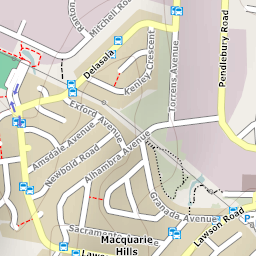 Mitchell Road
Pendlebury Road
Delasala
Kenley Crescent
Torrens Avenue
Exford Avenue
Amsdale Avenue
Newbold Road
Alhambra Avenue
Granada Avenue
Lawson Road
Sacramento
Macquarie
Hills